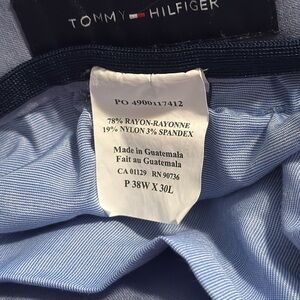 TOMMY HILFIGER
PO 4900117412
78% RAYON-RAYONNE
19% NYLON 3% SPANDEX
Made in Guatemala
Fait au Guatemala
CA 01129 RN 90736
P 38W X 30L